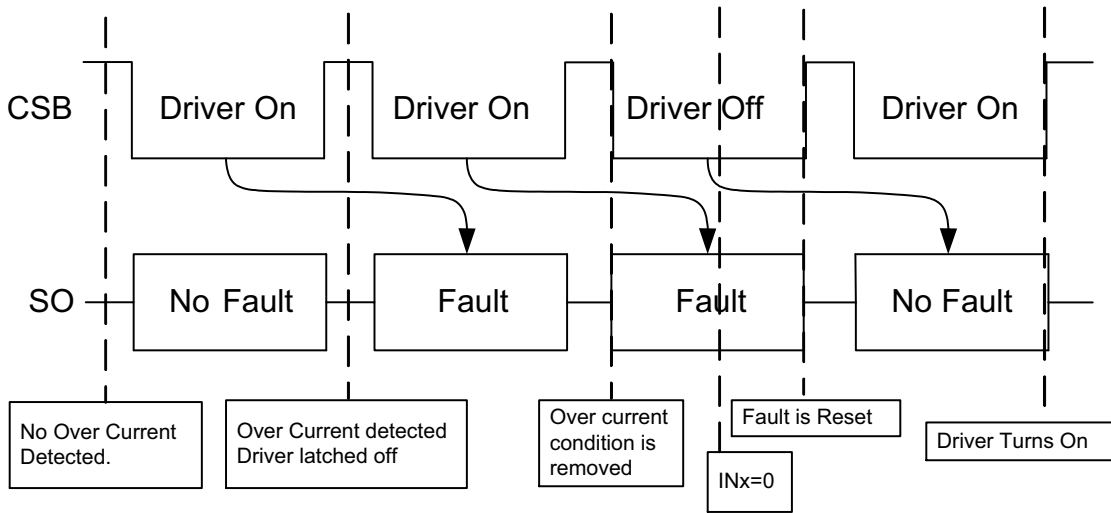 CSB
Driver On
Driver On
Driver Off
Driver On
SO
No Fault
Fault
Fault
No Fault
No Over Current
Detected.
Over Current detected
Driver latched off
Over current
condition is
removed
INx=0
Fault is Reset
Driver Turns On